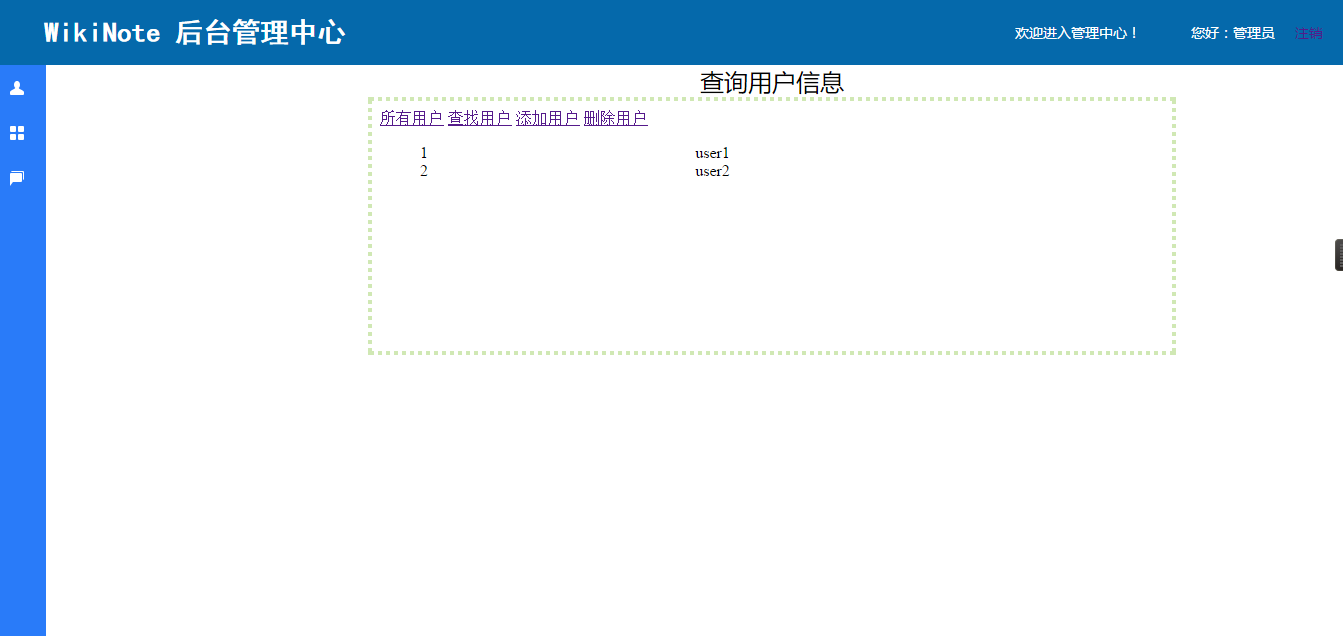 WikiNote 后台管理中心
欢迎进入管理中心！ 您好：管理员 注销
查询用户信息
所有用户 查找用户 添加用户 删除用户
1 user1
2 user2